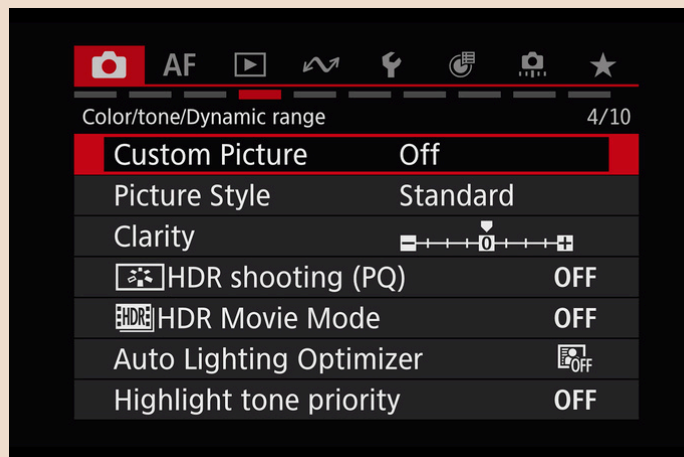 AF
Color/tone/Dynamic range 4/10
Custom Picture Off
Picture Style Standard
Clarity 0
HDR shooting (PQ) OFF
HDR HDR Movie Mode OFF
Auto Lighting Optimizer OFF
Highlight tone priority OFF